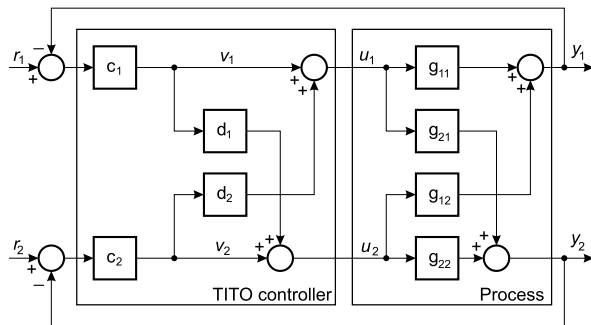 −
r₁
+
c₁
v₁
+
+
u₁
g₁₁
+
+
y₁
d₁
g₂₁
d₂
g₁₂
r₂
+
−
c₂
v₂
+
+
u₂
g₂₂
+
+
y₂
TITO controller
Process